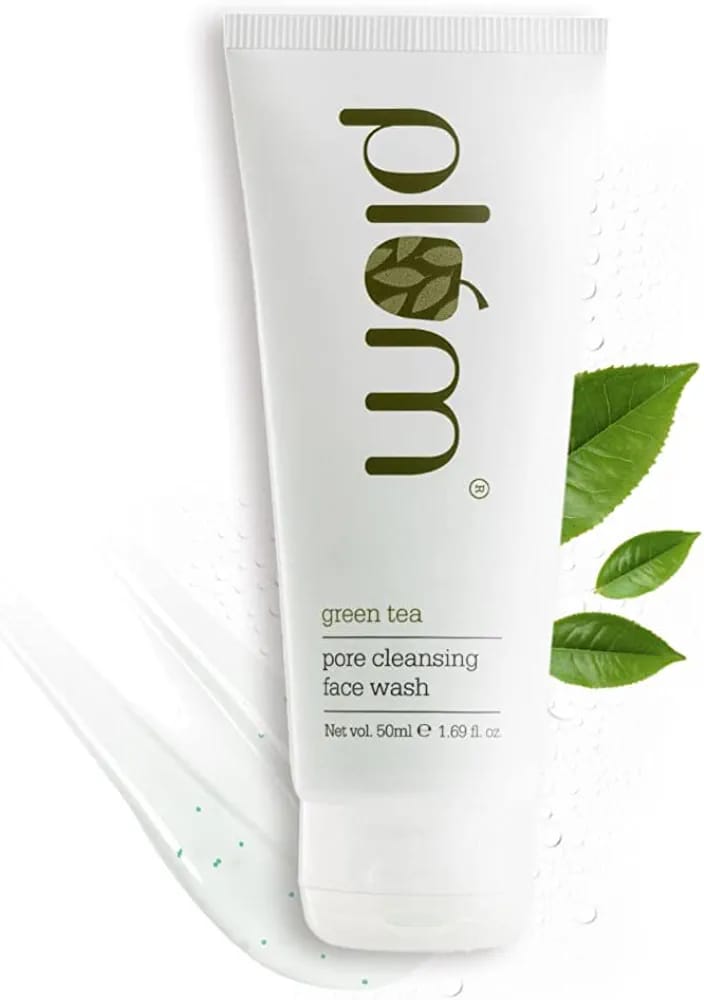 plum
®
green tea
pore cleansing
face wash
Net vol. 50ml ℮ 1.69 fl. oz.